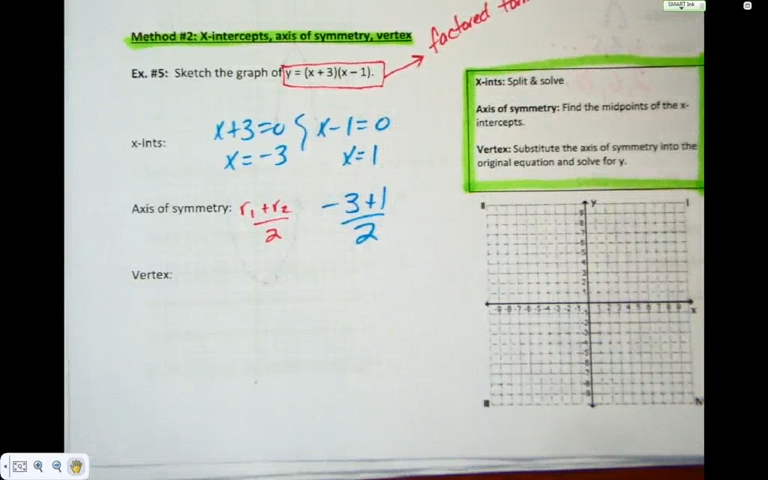 SMART Ink
Method #2: X-intercepts, axis of symmetry, vertex
factored
Ex. #5: Sketch the graph of y = (x + 3)(x − 1).
X-ints: Split & solve
Axis of symmetry: Find the midpoints of the x-
intercepts.
Vertex: Substitute the axis of symmetry into the
original equation and solve for y.
x-ints:
x+3=0 { x-1=0
x=-3 x=1
Axis of symmetry: r₁+r₂/2 -3+1/2
Vertex:
y
x